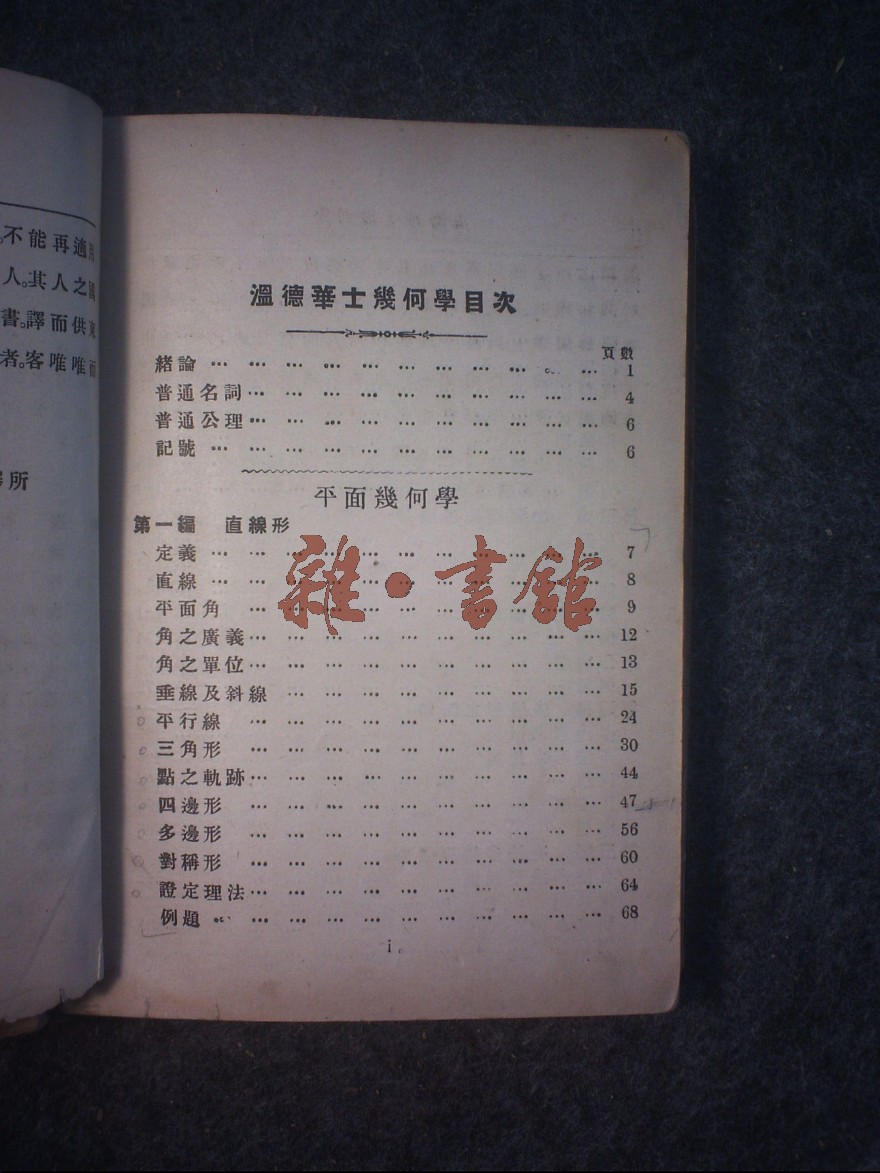 不能再適用
人。其人之國
書。譯而供
者。客唯唯而
所
溫德華士幾何學目次
頁數
緒論 … … … … … … … … … … … 1
普通名詞… … … … … … … … … … 4
普通公理… … … … … … … … … … 6
記號 … … … … … … … … … … … 6
平面幾何學
第一編 直線形
定義 … … … … … … … … … … … 7
直線 … … … … … … … … … … … 8
平面角 … … … … … … … … … … 9
角之廣義… … … … … … … … … … 12
角之單位… … … … … … … … … … 13
垂線及斜線 … … … … … … … … … 15
平行線 … … … … … … … … … … 24
三角形 … … … … … … … … … … 30
點之軌跡… … … … … … … … … … 44
四邊形 … … … … … … … … … … 47
多邊形 … … … … … … … … … … 56
對稱形 … … … … … … … … … … 60
證定理法… … … … … … … … … … 64
例題 … … … … … … … … … … … 68
i
雜·書館